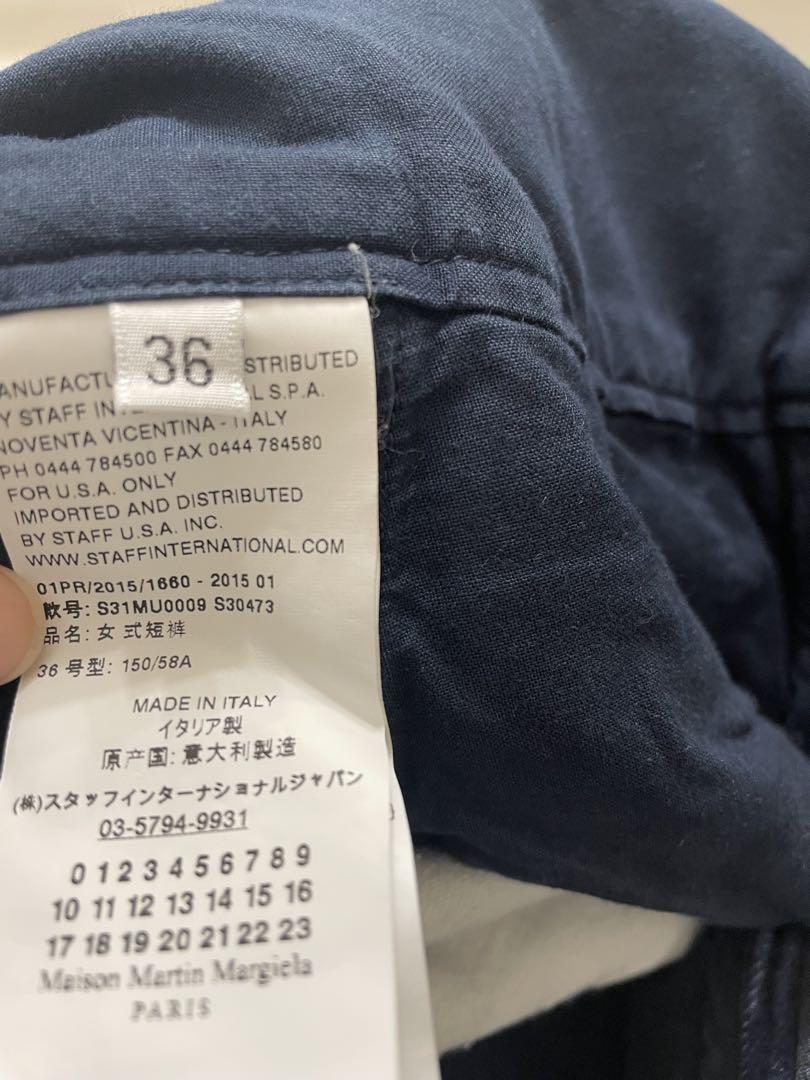 36
STRIBUTED
Y STAFF IN L S.P.A.
NOVENTA VICENTINA - ITALY
PH 0444 784500 FAX 0444 784580
FOR U.S.A. ONLY
IMPORTED AND DISTRIBUTED
BY STAFF U.S.A. INC.
WWW.STAFFINTERNATIONAL.COM
01PR/2015/1660 - 2015 01
款号: S31MU0009 S30473
品名: 女 式短裤
36 号型: 150/58A
MADE IN ITALY
イタリア製
原产国: 意大利製造
(株)スタッフインターナショナルジャパン
03-5794-9931
0 1 2 3 4 5 6 7 8 9
10 11 12 13 14 15 16
17 18 19 20 21 22 23
Maison Martin Margiela
PARIS